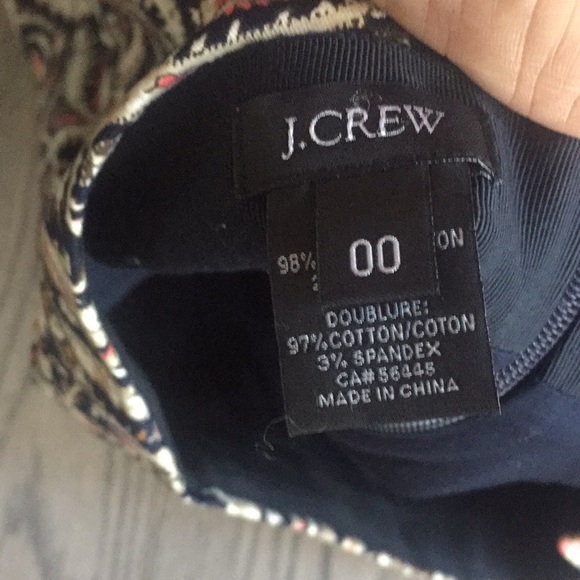 J.CREW
98% ON
00
DOUBLURE:
97% COTTON/COTON
3% SPANDEX
CA# 56445
MADE IN CHINA